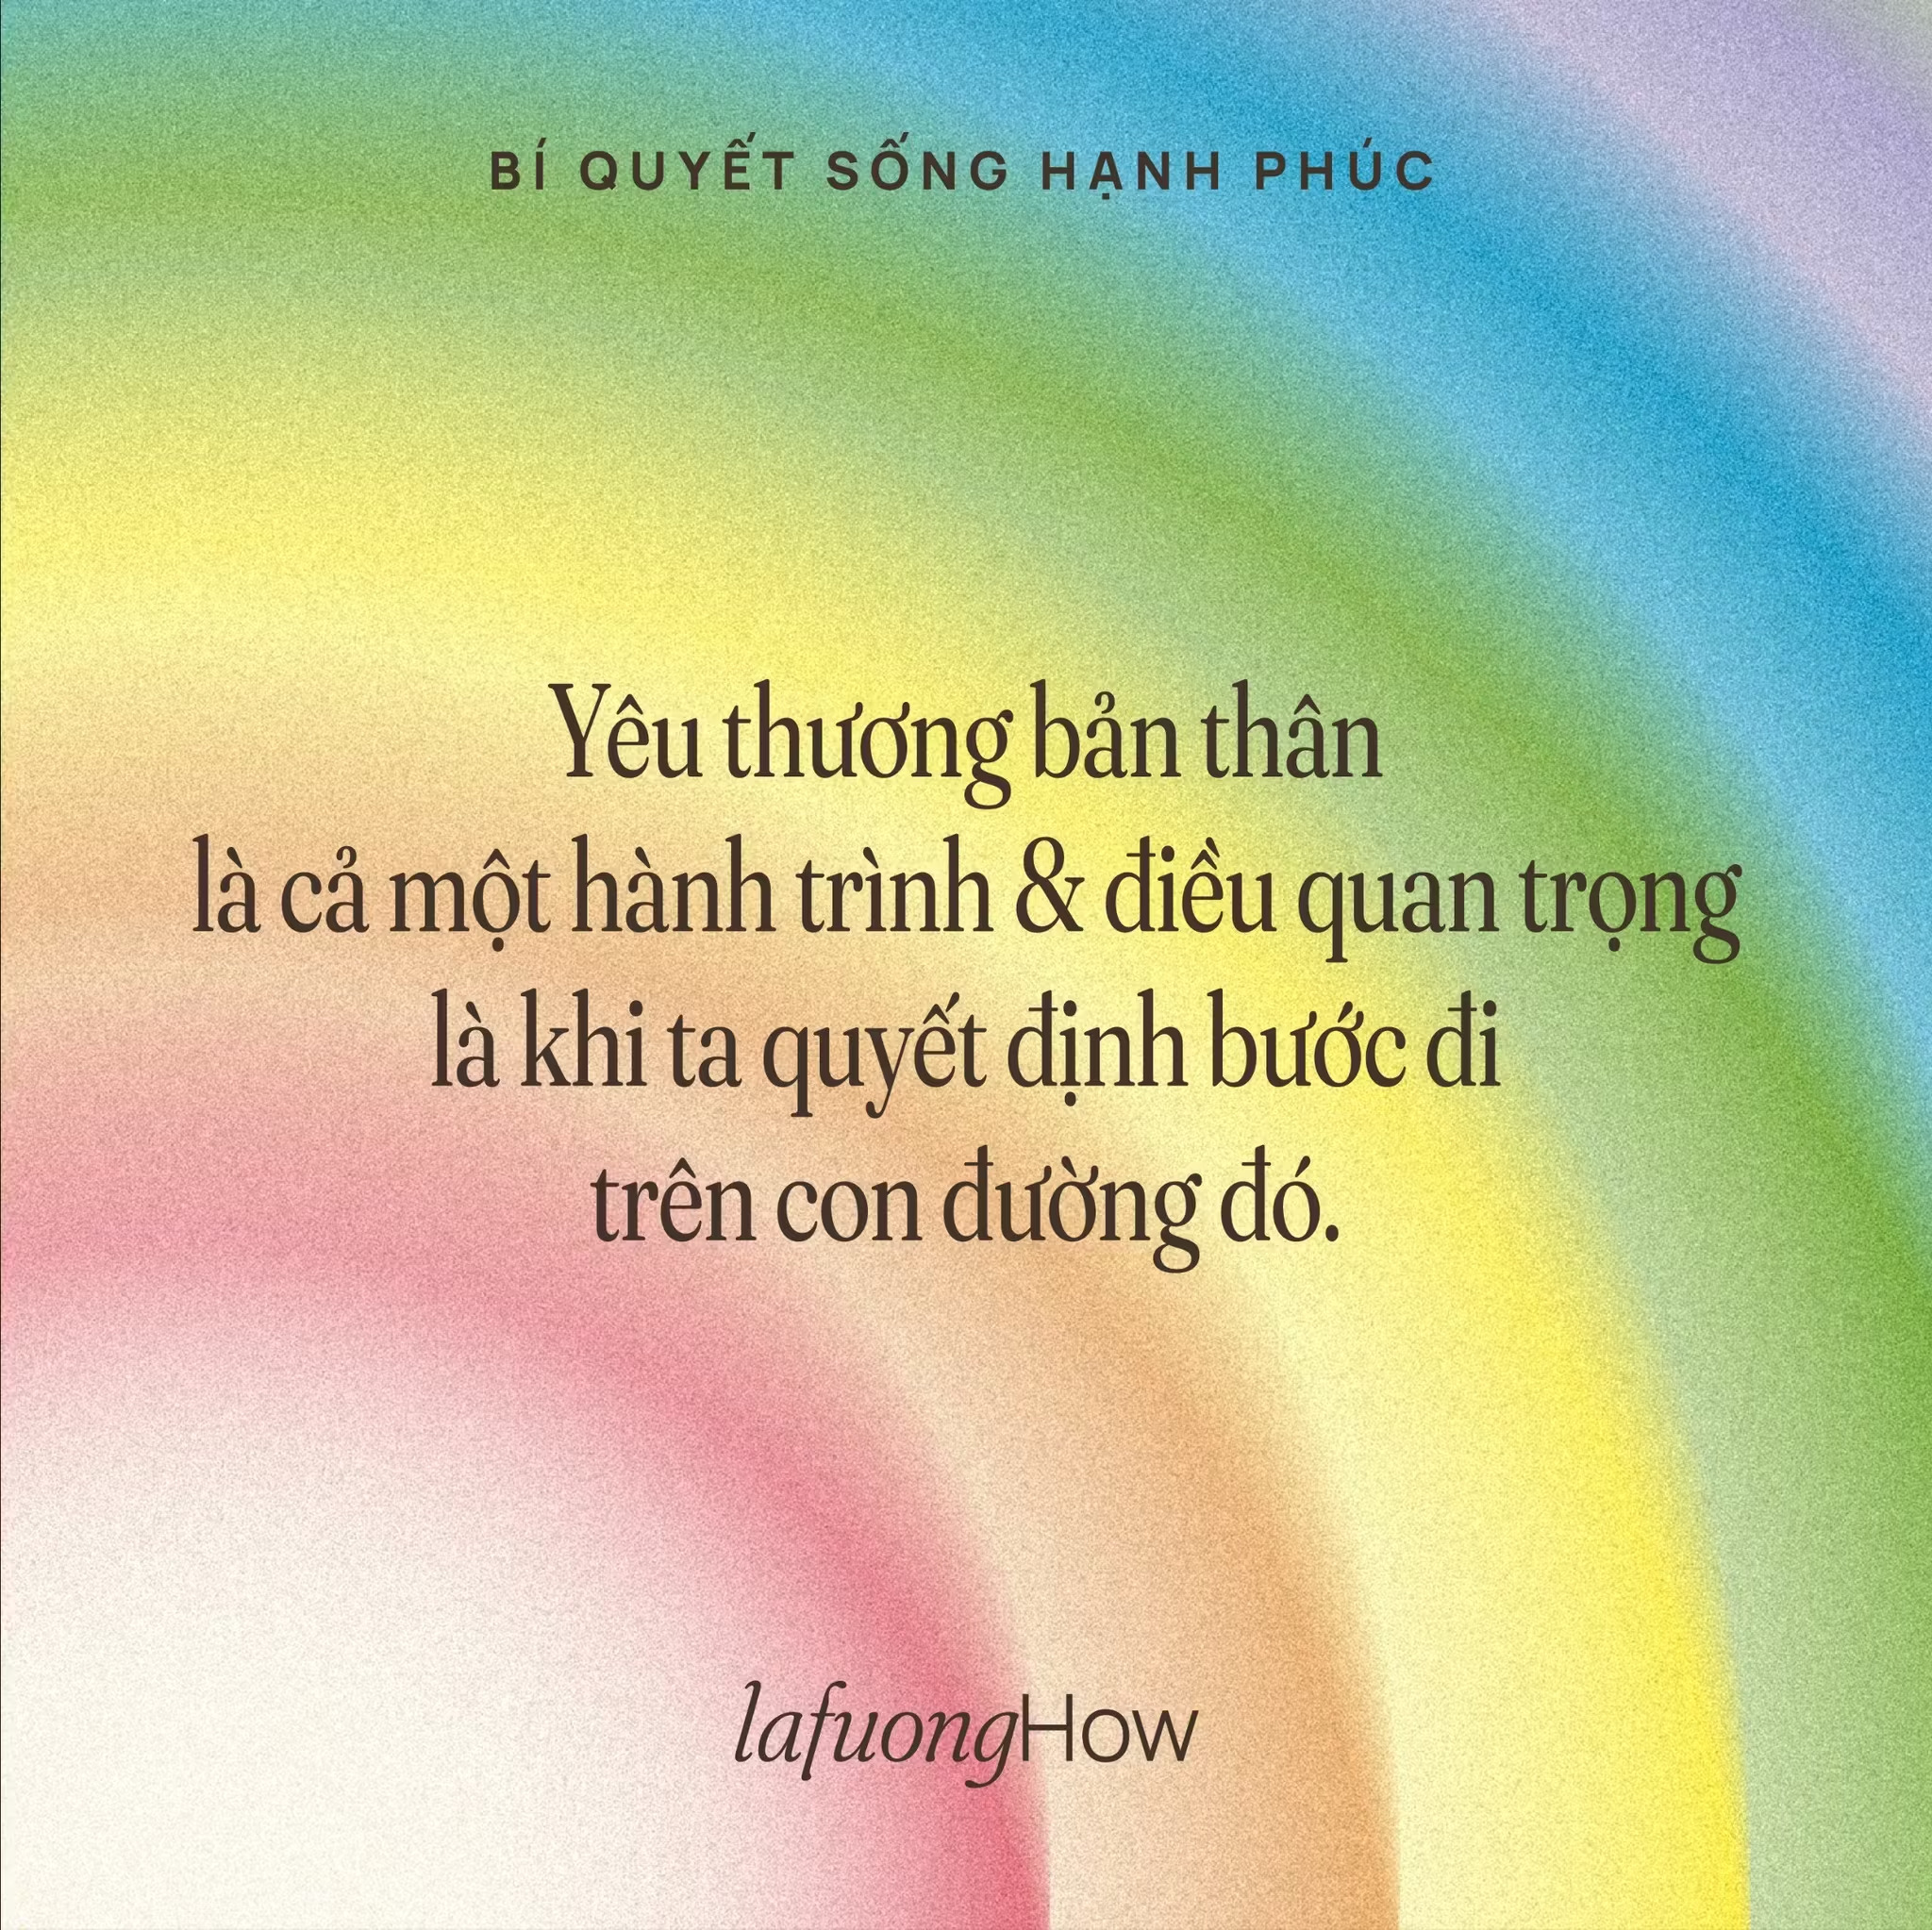 BÍ QUYẾT SỐNG HẠNH PHÚC
Yêu thương bản thân
là cả một hành trình & điều quan trọng
là khi ta quyết định bước đi
trên con đường đó.
lafuongHow